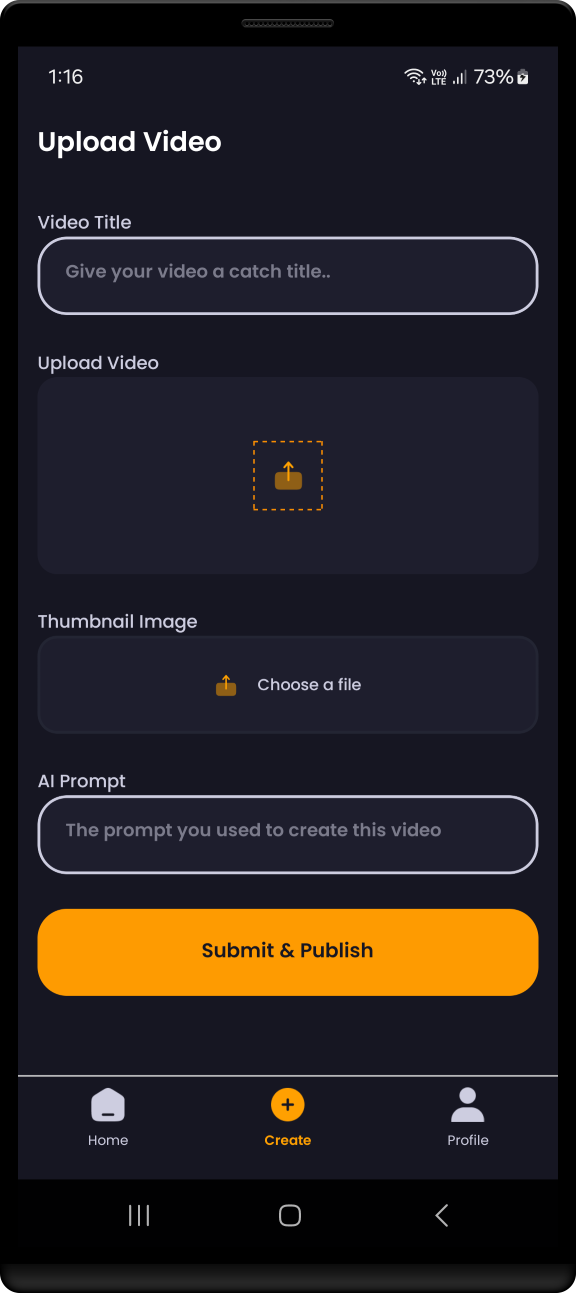 1:16
Vo)) LTE 73%
Upload Video
Video Title
Give your video a catch title..
Upload Video
Thumbnail Image
Choose a file
AI Prompt
The prompt you used to create this video
Submit & Publish
Home Create Profile